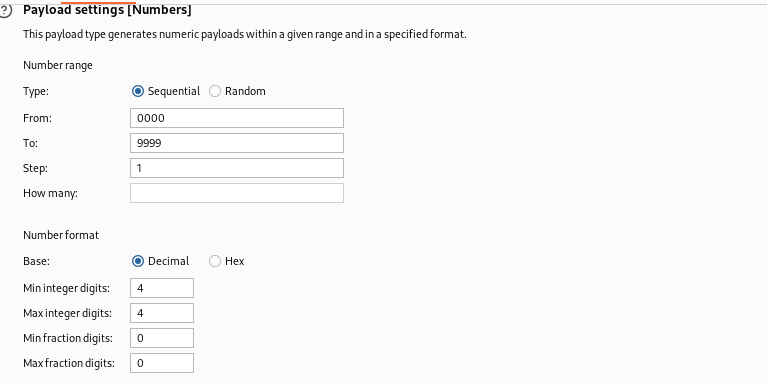 Payload settings [Numbers]
This payload type generates numeric payloads within a given range and in a specified format.
Number range
Type: Sequential Random
From: 0000
To: 9999
Step: 1
How many:
Number format
Base: Decimal Hex
Min integer digits: 4
Max integer digits: 4
Min fraction digits: 0
Max fraction digits: 0